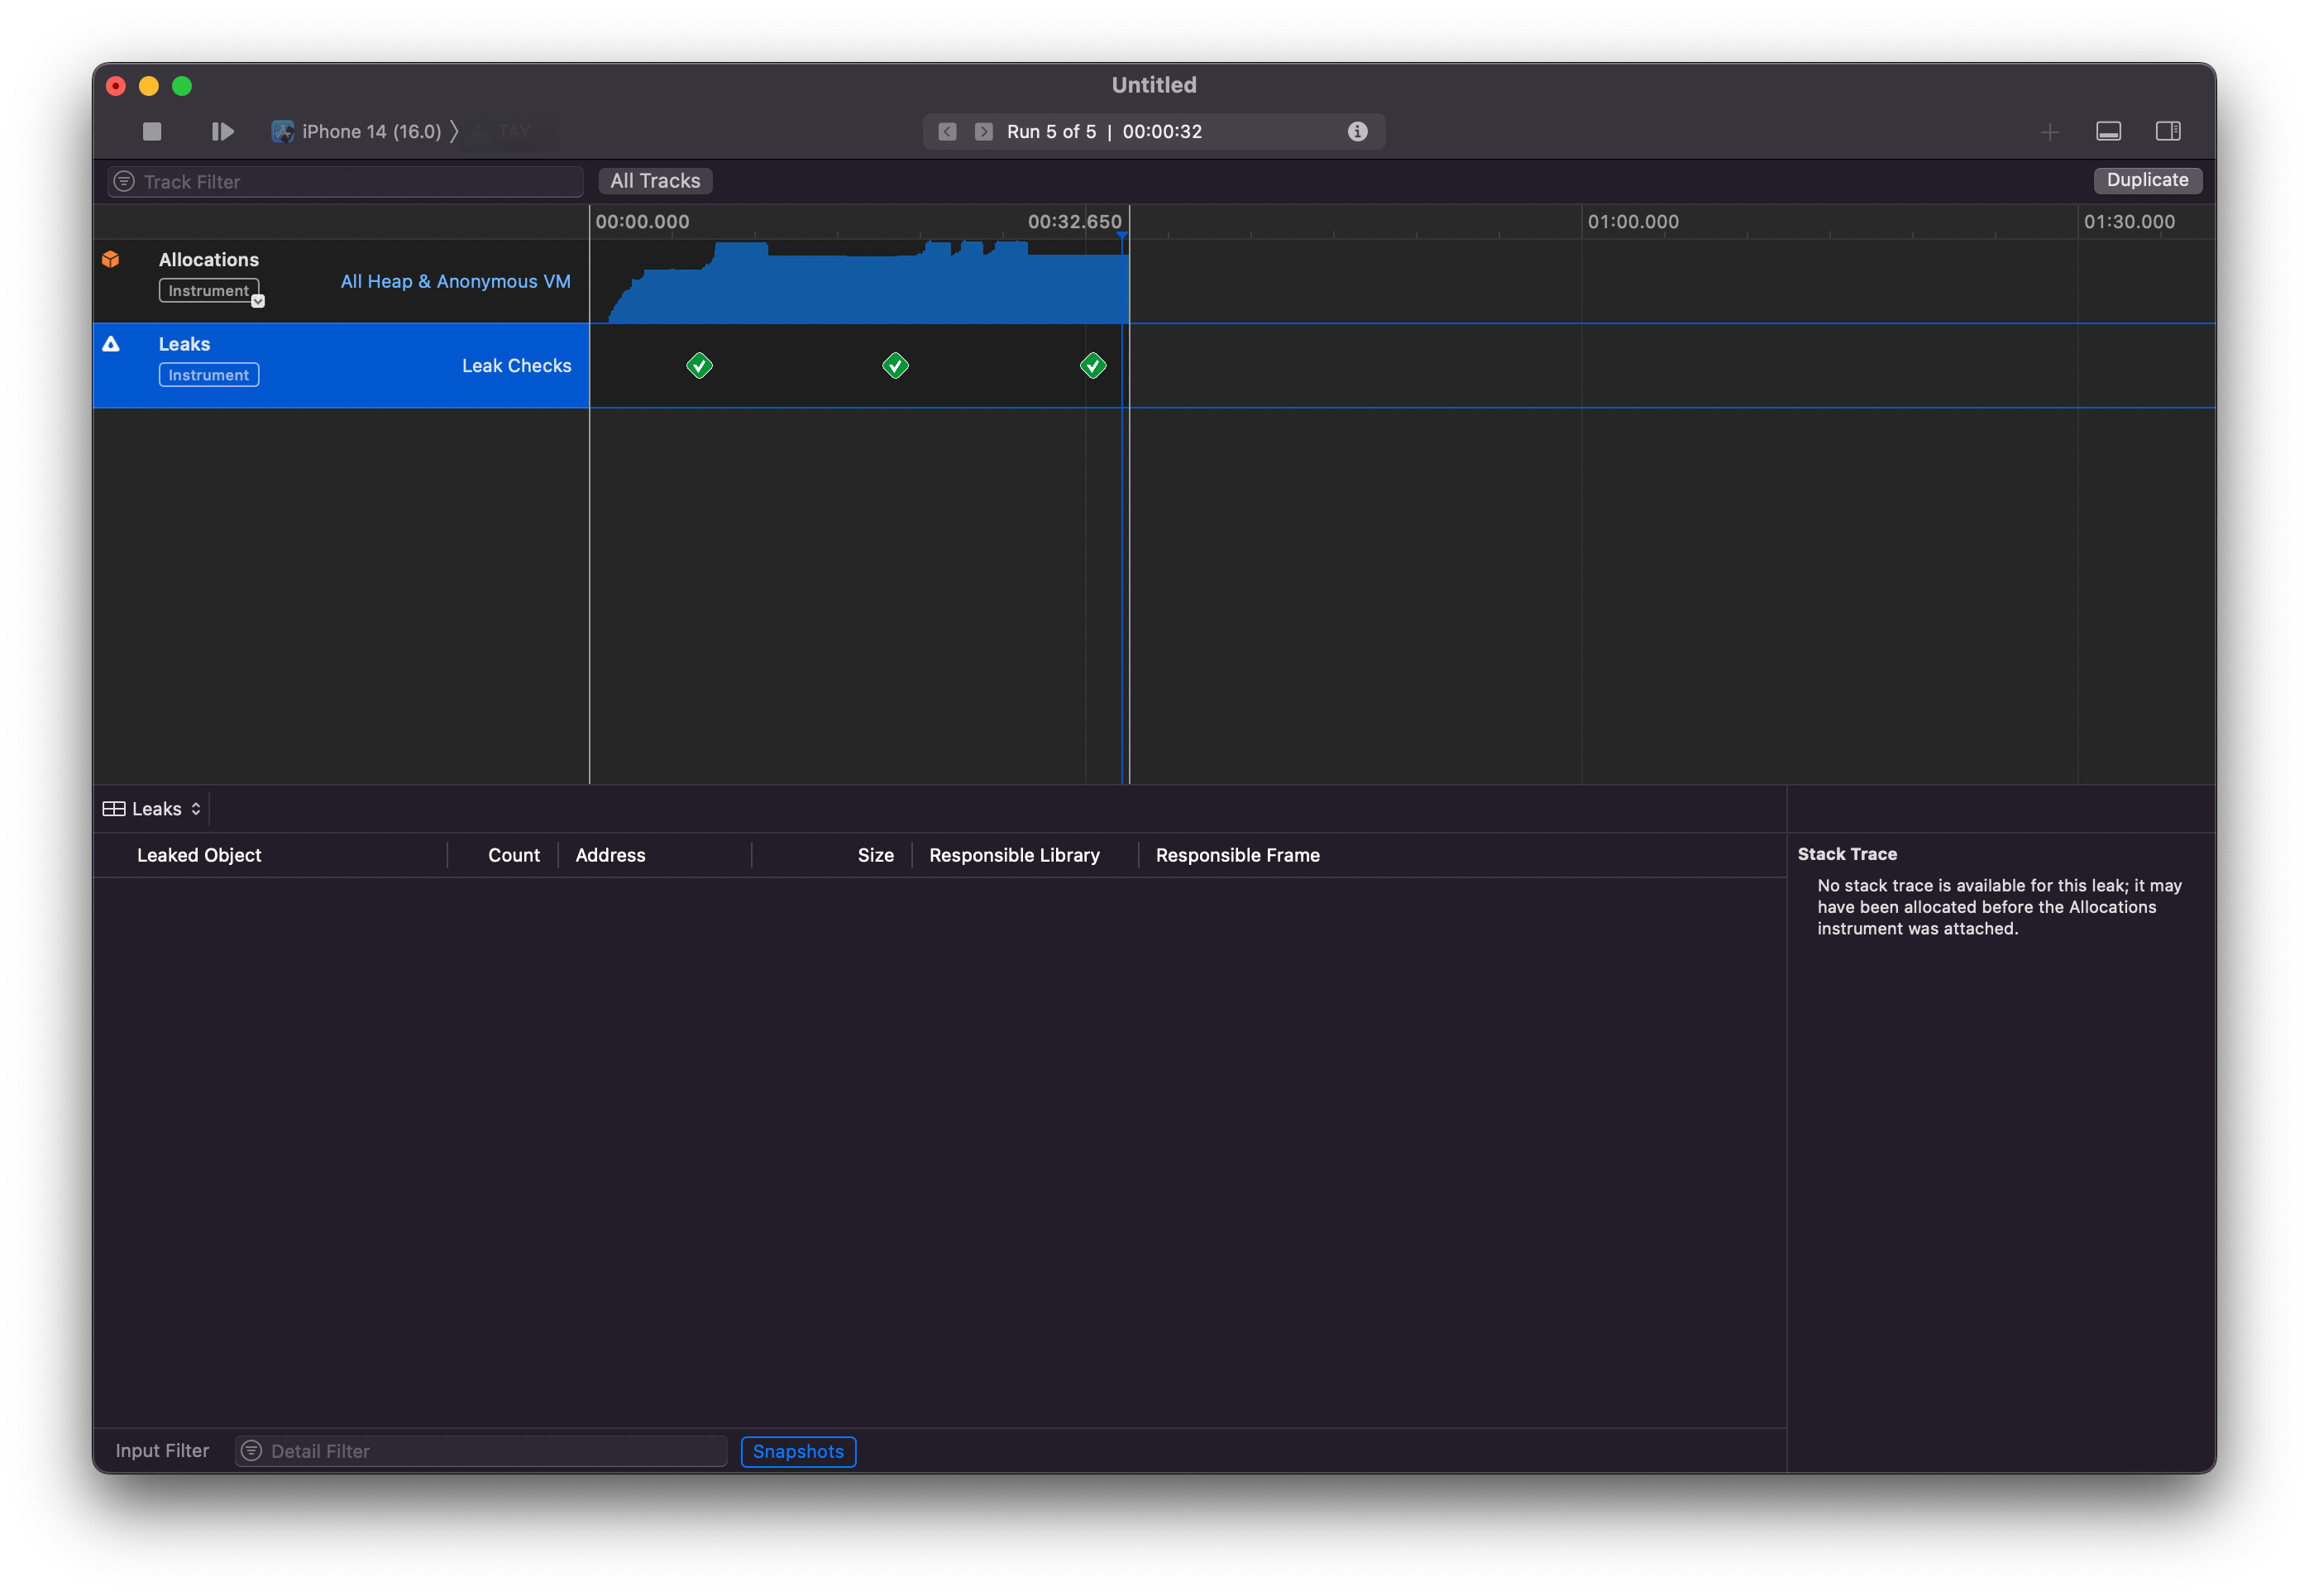 Untitled
iPhone 14 (16.0) 〉 TAY
Run 5 of 5 | 00:00:32
Track Filter
All Tracks
Duplicate
00:00.000
00:32.650
01:00.000
01:30.000
Allocations
Instrument
All Heap & Anonymous VM
Leaks
Instrument
Leak Checks
Leaks
Leaked Object
Count
Address
Size
Responsible Library
Responsible Frame
Stack Trace
No stack trace is available for this leak; it may
have been allocated before the Allocations
instrument was attached.
Input Filter
Detail Filter
Snapshots